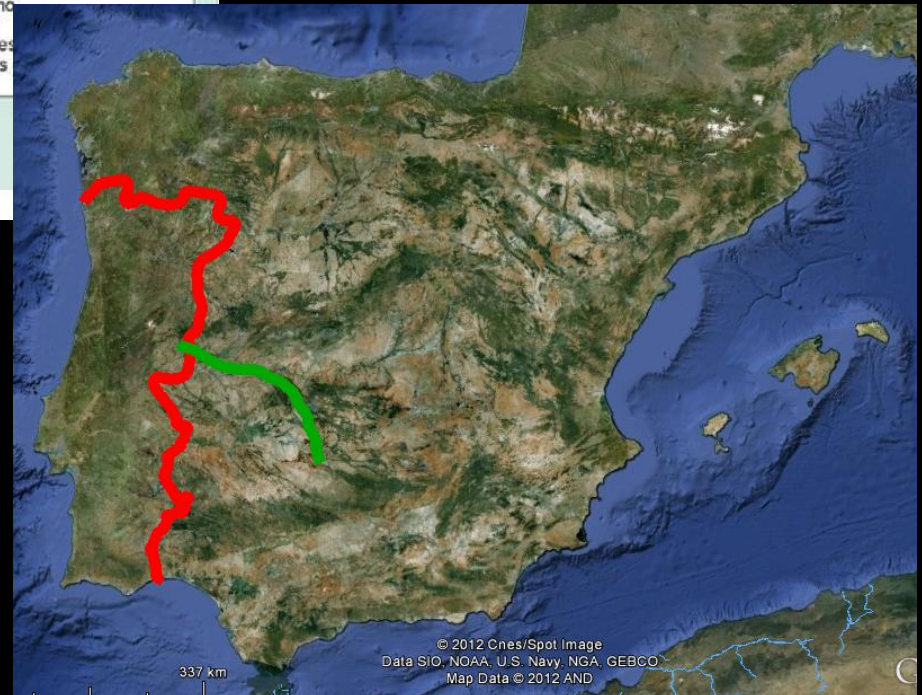 337 km
© 2012 Cnes/Spot Image
Data SIO, NOAA, U.S. Navy, NGA, GEBCO
Map Data © 2012 AND